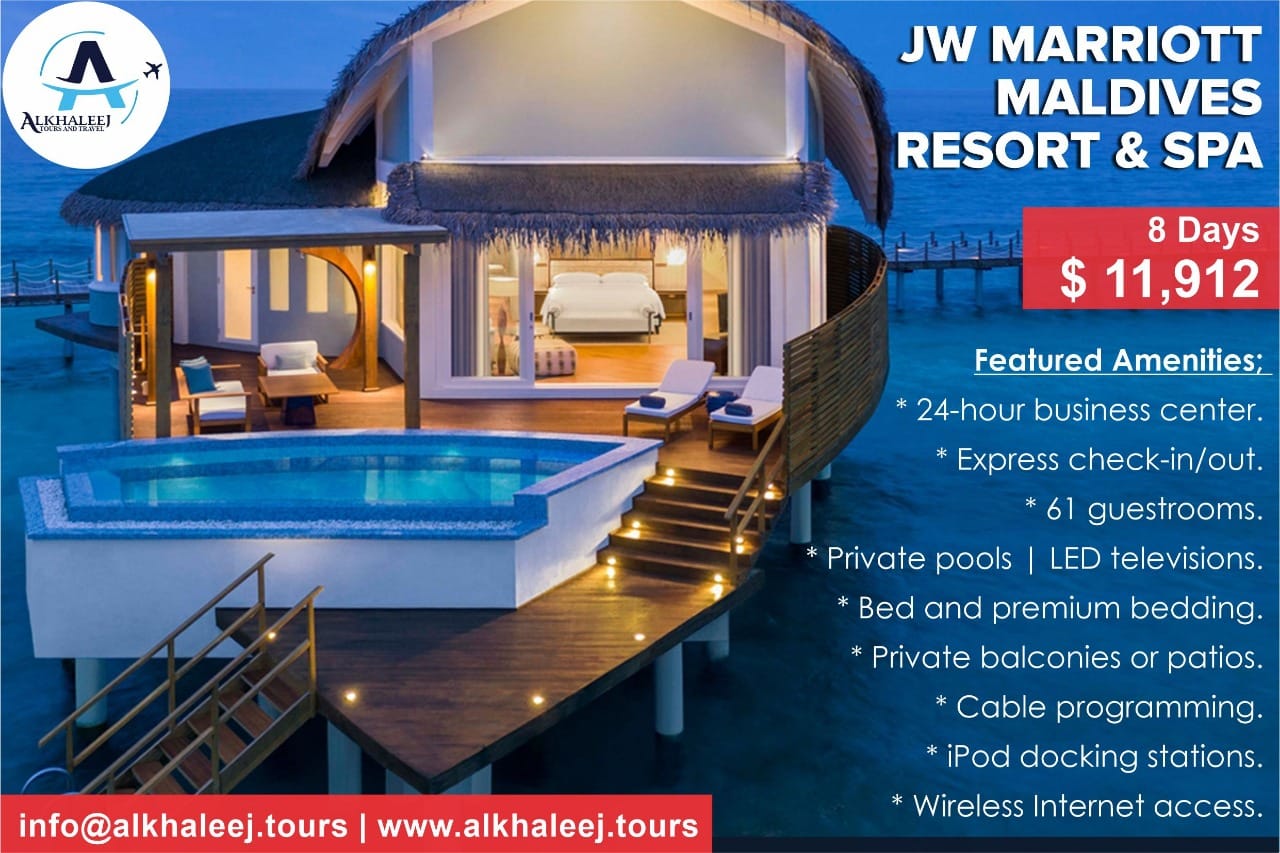 ALKHALEEJ
TOURS AND TRAVEL
JW MARRIOTT
MALDIVES
RESORT & SPA
8 Days
$ 11,912
Featured Amenities;
* 24-hour business center.
* Express check-in/out.
* 61 guestrooms.
* Private pools | LED televisions.
* Bed and premium bedding.
* Private balconies or patios.
* Cable programming.
* iPod docking stations.
* Wireless Internet access.
info@alkhaleej.tours | www.alkhaleej.tours